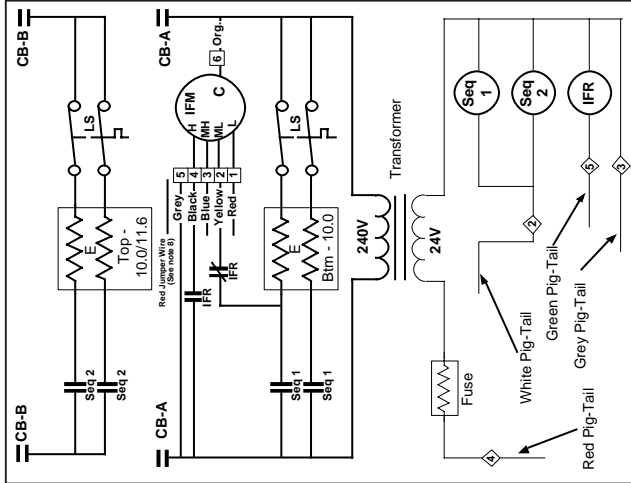 CB-B
CB-B
Seq 2
Seq 2
E
Top -
10.0/11.6
LS
CB-A
CB-A
Red Jumper Wire
(See note 8)
IFR
IFR
Grey
Black
Blue
Yellow
Red
5
4
3
2
1
H
MH
ML
L
IFM
C
6
Org.
Seq 1
Seq 1
E
Btm - 10.0
LS
240V
24V
Transformer
Fuse
4
Red Pig-Tail
White Pig-Tail
2
Green Pig-Tail
5
Grey Pig-Tail
3
Seq
1
Seq
2
IFR